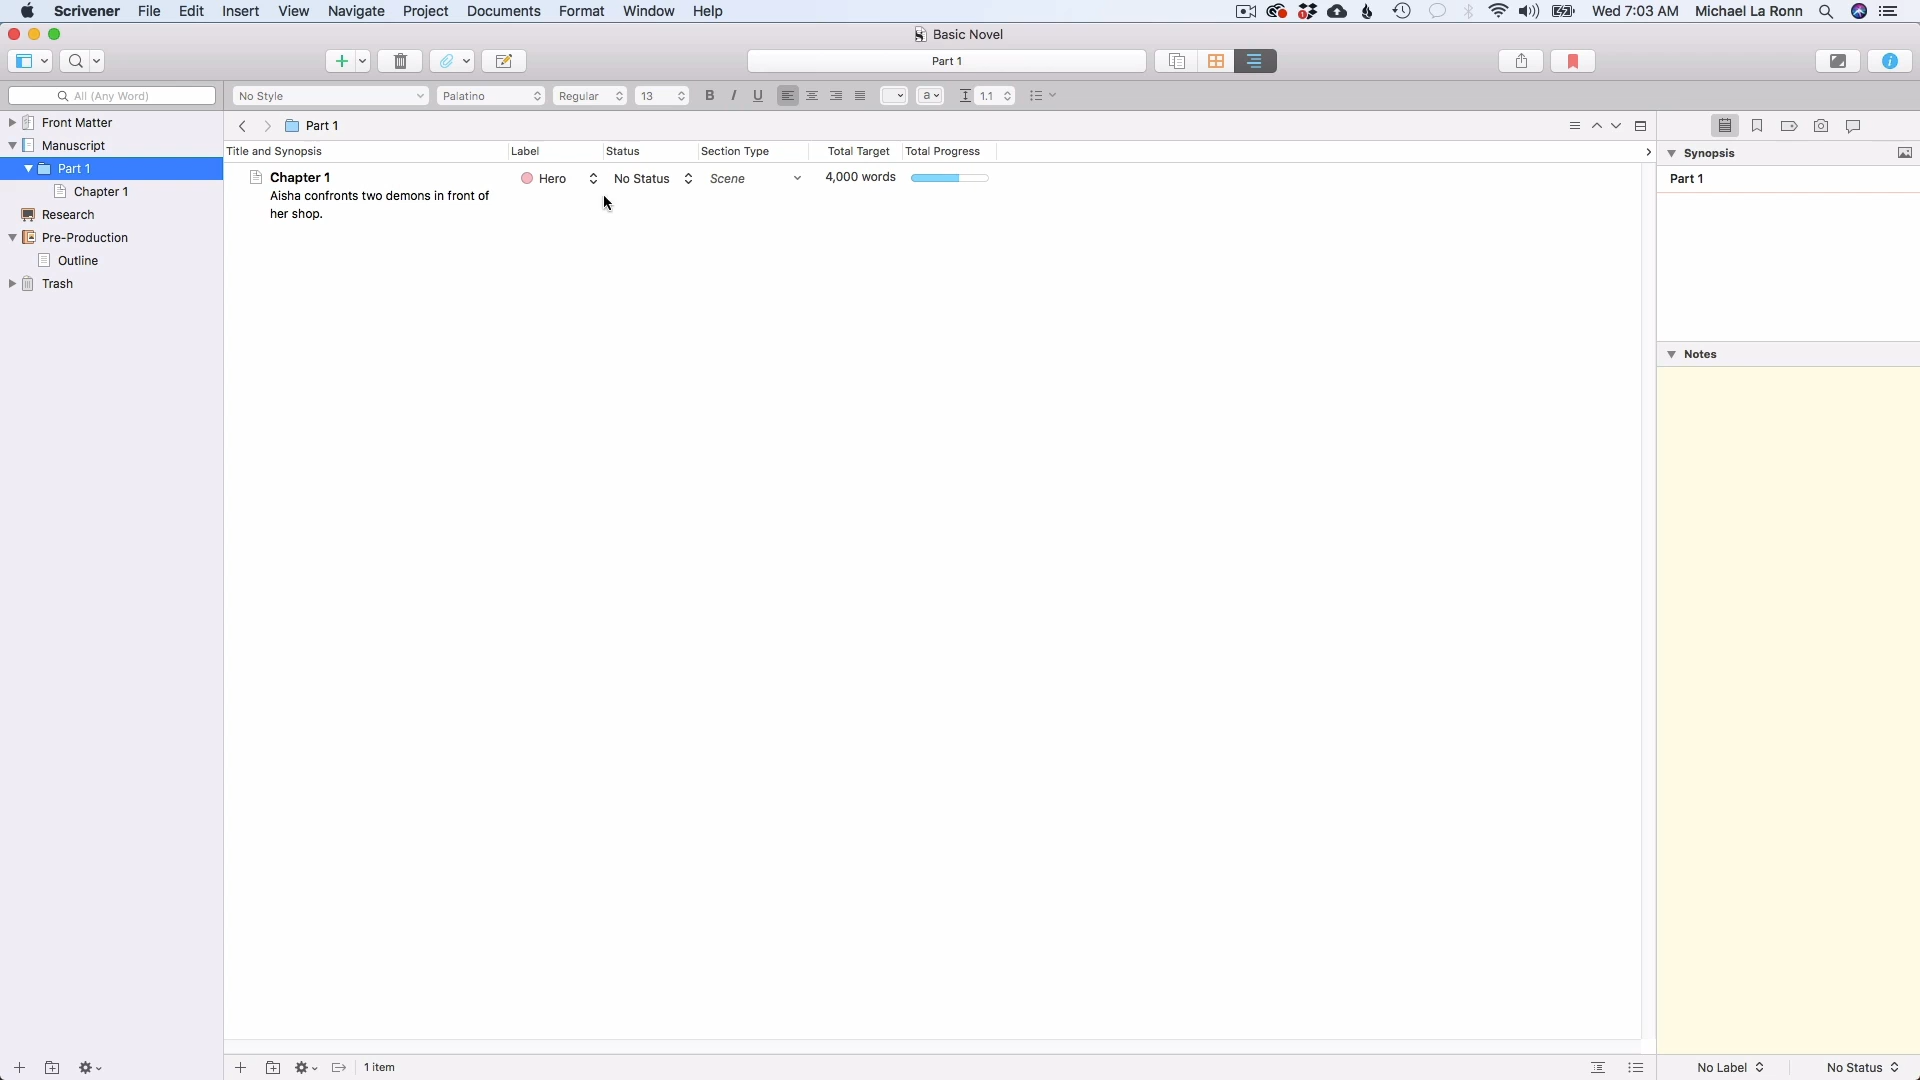 Scrivener File Edit Insert View Navigate Project Documents Format Window Help Wed 7:03 AM Michael La Ronn
Basic Novel
Part 1
All (Any Word) No Style Palatino Regular 13 B I U a 1.1
Front Matter
Manuscript
Part 1
Chapter 1
Research
Pre-Production
Outline
Trash
Part 1
Title and Synopsis Label Status Section Type Total Target Total Progress
Chapter 1 Hero No Status Scene 4,000 words
Aisha confronts two demons in front of
her shop.
1 item
Synopsis
Part 1
Notes
No Label No Status